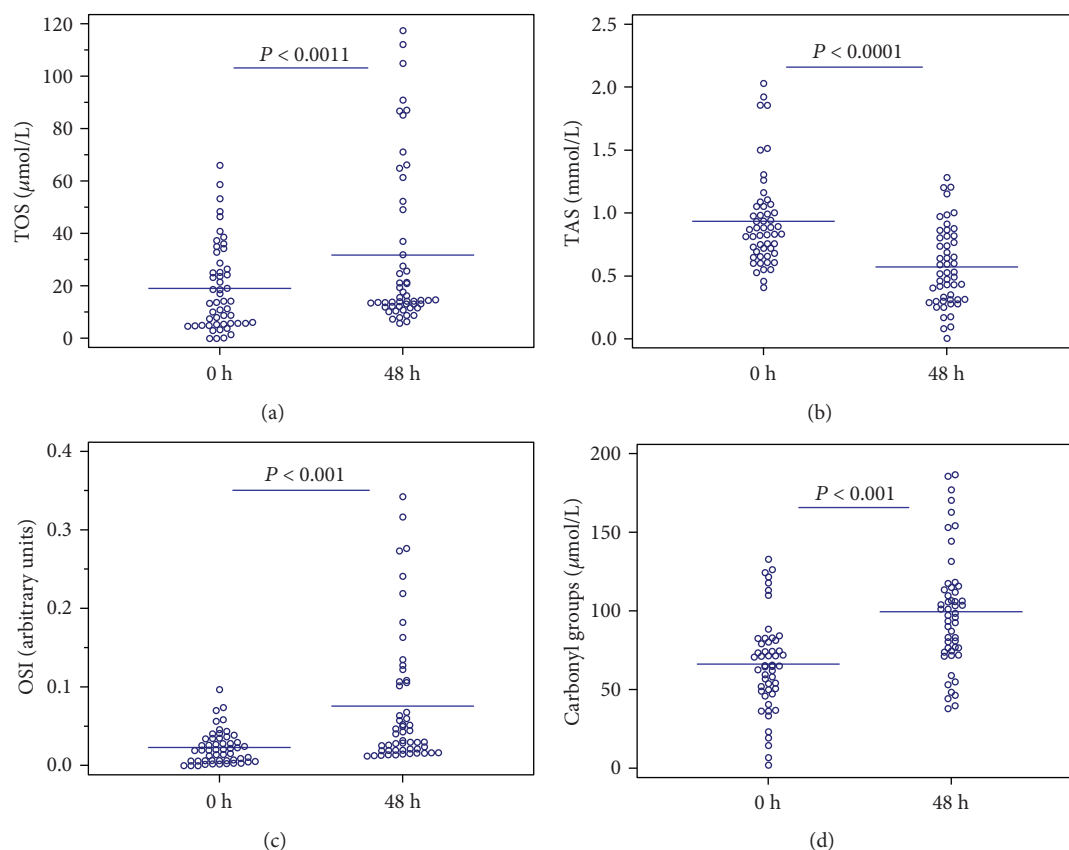 TOS (μmol/L)
120
100
80
60
40
20
0
P < 0.0011
0 h
48 h
(a)
TAS (mmol/L)
2.5
2.0
1.5
1.0
0.5
0.0
P < 0.0001
0 h
48 h
(b)
OSI (arbitrary units)
0.4
0.3
0.2
0.1
0.0
P < 0.001
0 h
48 h
(c)
Carbonyl groups (μmol/L)
200
150
100
50
0
P < 0.001
0 h
48 h
(d)